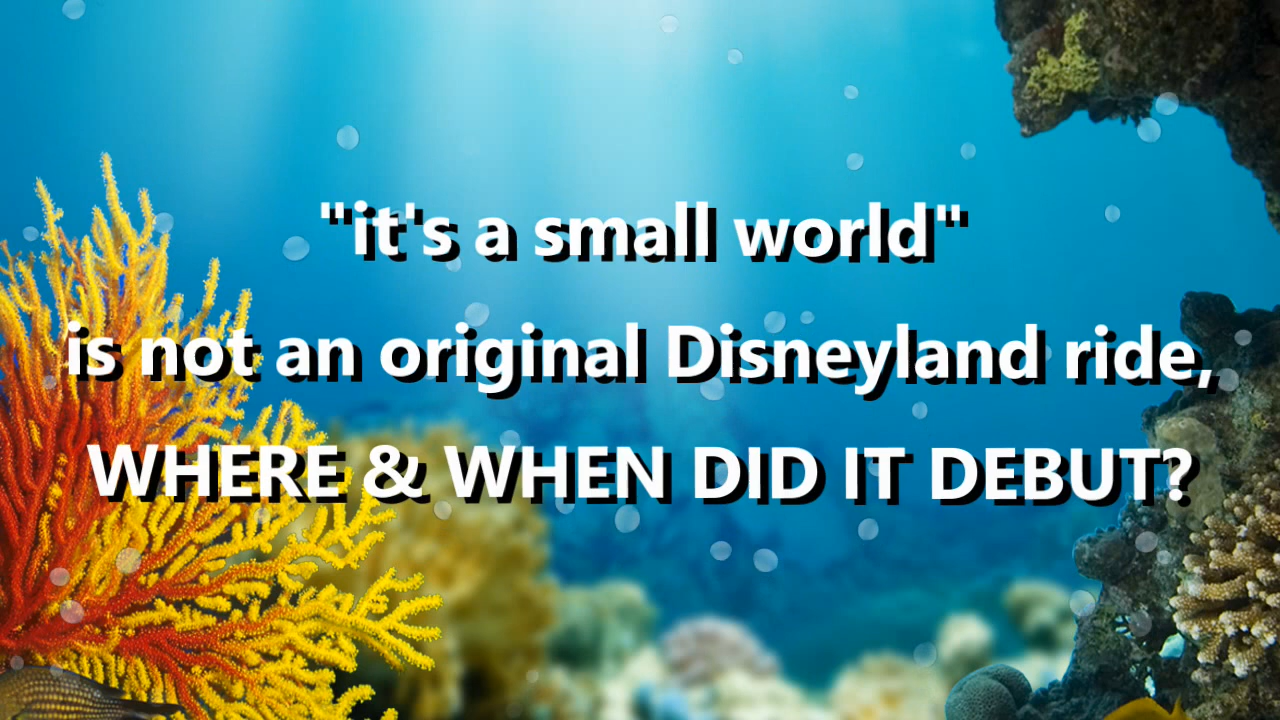 "it's a small world"
is not an original Disneyland ride,
WHERE & WHEN DID IT DEBUT?